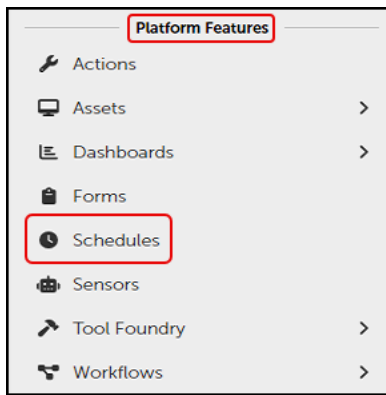 Platform Features
Actions
Assets
Dashboards
Forms
Schedules
Sensors
Tool Foundry
Workflows